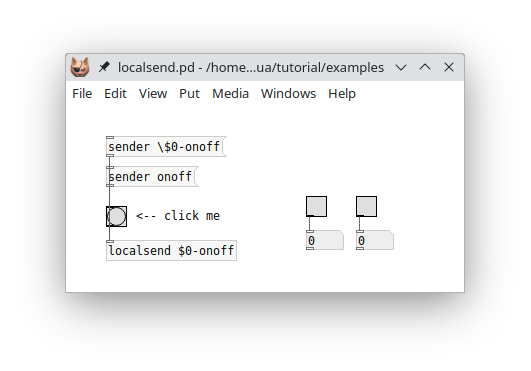 localsend.pd - /home...ua/tutorial/examples
File Edit View Put Media Windows Help
sender \$0-onoff
sender onoff
<-- click me
localsend $0-onoff
0 0